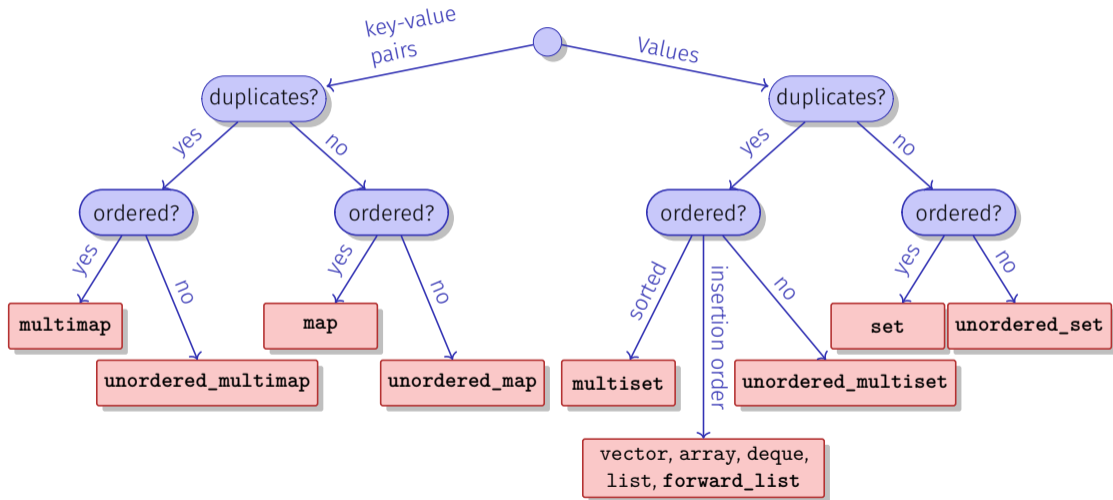 key-value
pairs
Values
duplicates?
duplicates?
yes
no
yes
no
ordered?
ordered?
ordered?
ordered?
yes
no
yes
no
sorted
insertion order
no
yes
no
multimap
map
set
unordered_set
unordered_multimap
unordered_map
multiset
unordered_multiset
vector, array, deque,
list, forward_list